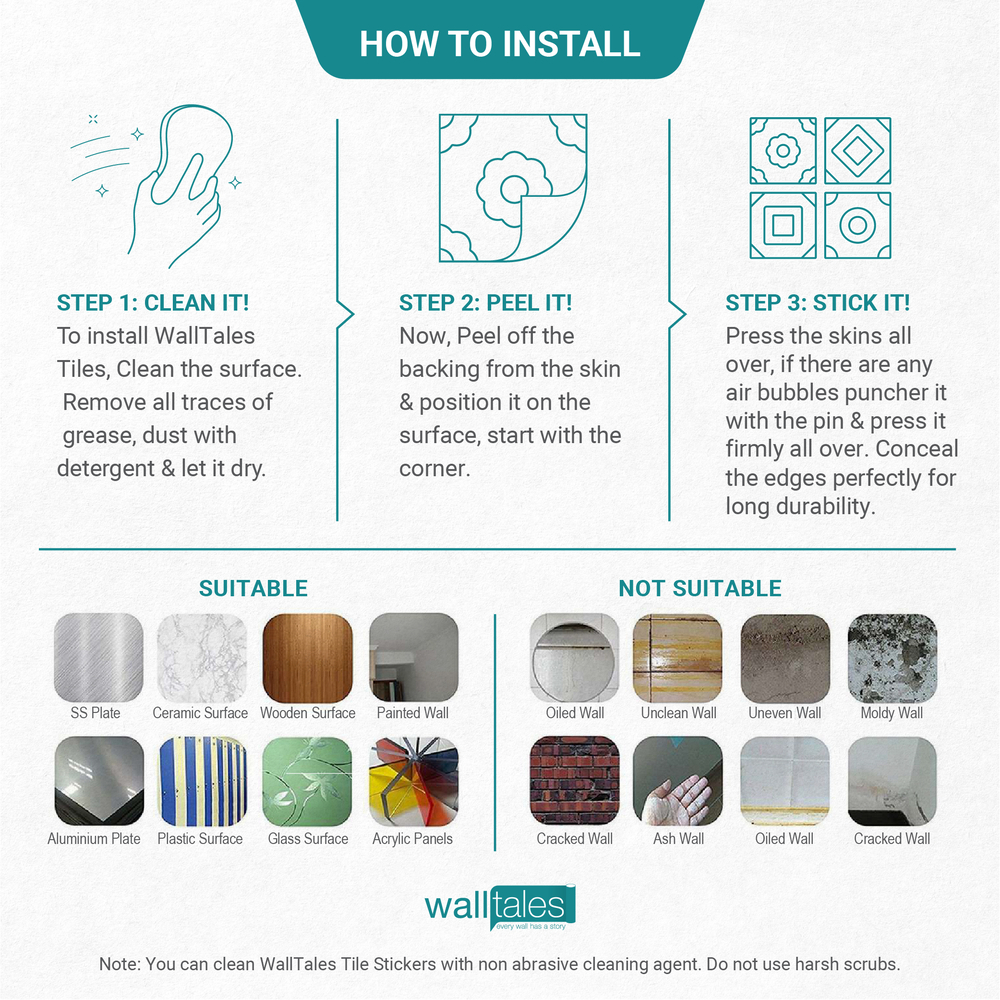 HOW TO INSTALL
STEP 1: CLEAN IT!
To install WallTales
Tiles, Clean the surface.
Remove all traces of
grease, dust with
detergent & let it dry.
STEP 2: PEEL IT!
Now, Peel off the
backing from the skin
& position it on the
surface, start with the
corner.
STEP 3: STICK IT!
Press the skins all
over, if there are any
air bubbles puncher it
with the pin & press it
firmly all over. Conceal
the edges perfectly for
long durability.
SUITABLE
SS Plate Ceramic Surface Wooden Surface Painted Wall
Aluminium Plate Plastic Surface Glass Surface Acrylic Panels
NOT SUITABLE
Oiled Wall Unclean Wall Uneven Wall Moldy Wall
Cracked Wall Ash Wall Oiled Wall Cracked Wall
walltales
every wall has a story
Note: You can clean WallTales Tile Stickers with non abrasive cleaning agent. Do not use harsh scrubs.